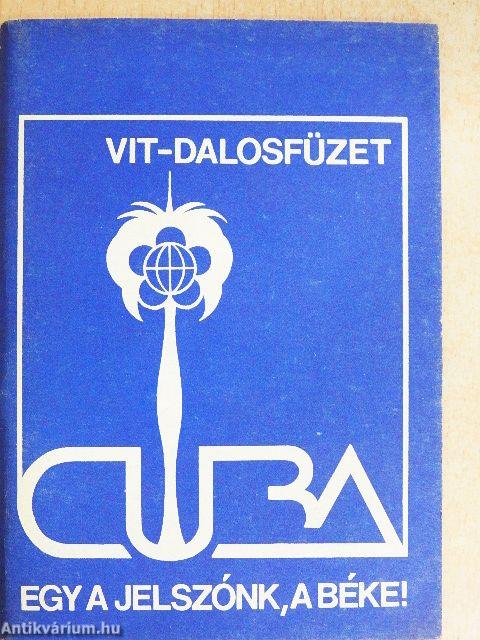 VIT-DALOSFÜZET
CUBA
EGY A JELSZÓNK, A BÉKE!
Antikvárium.hu